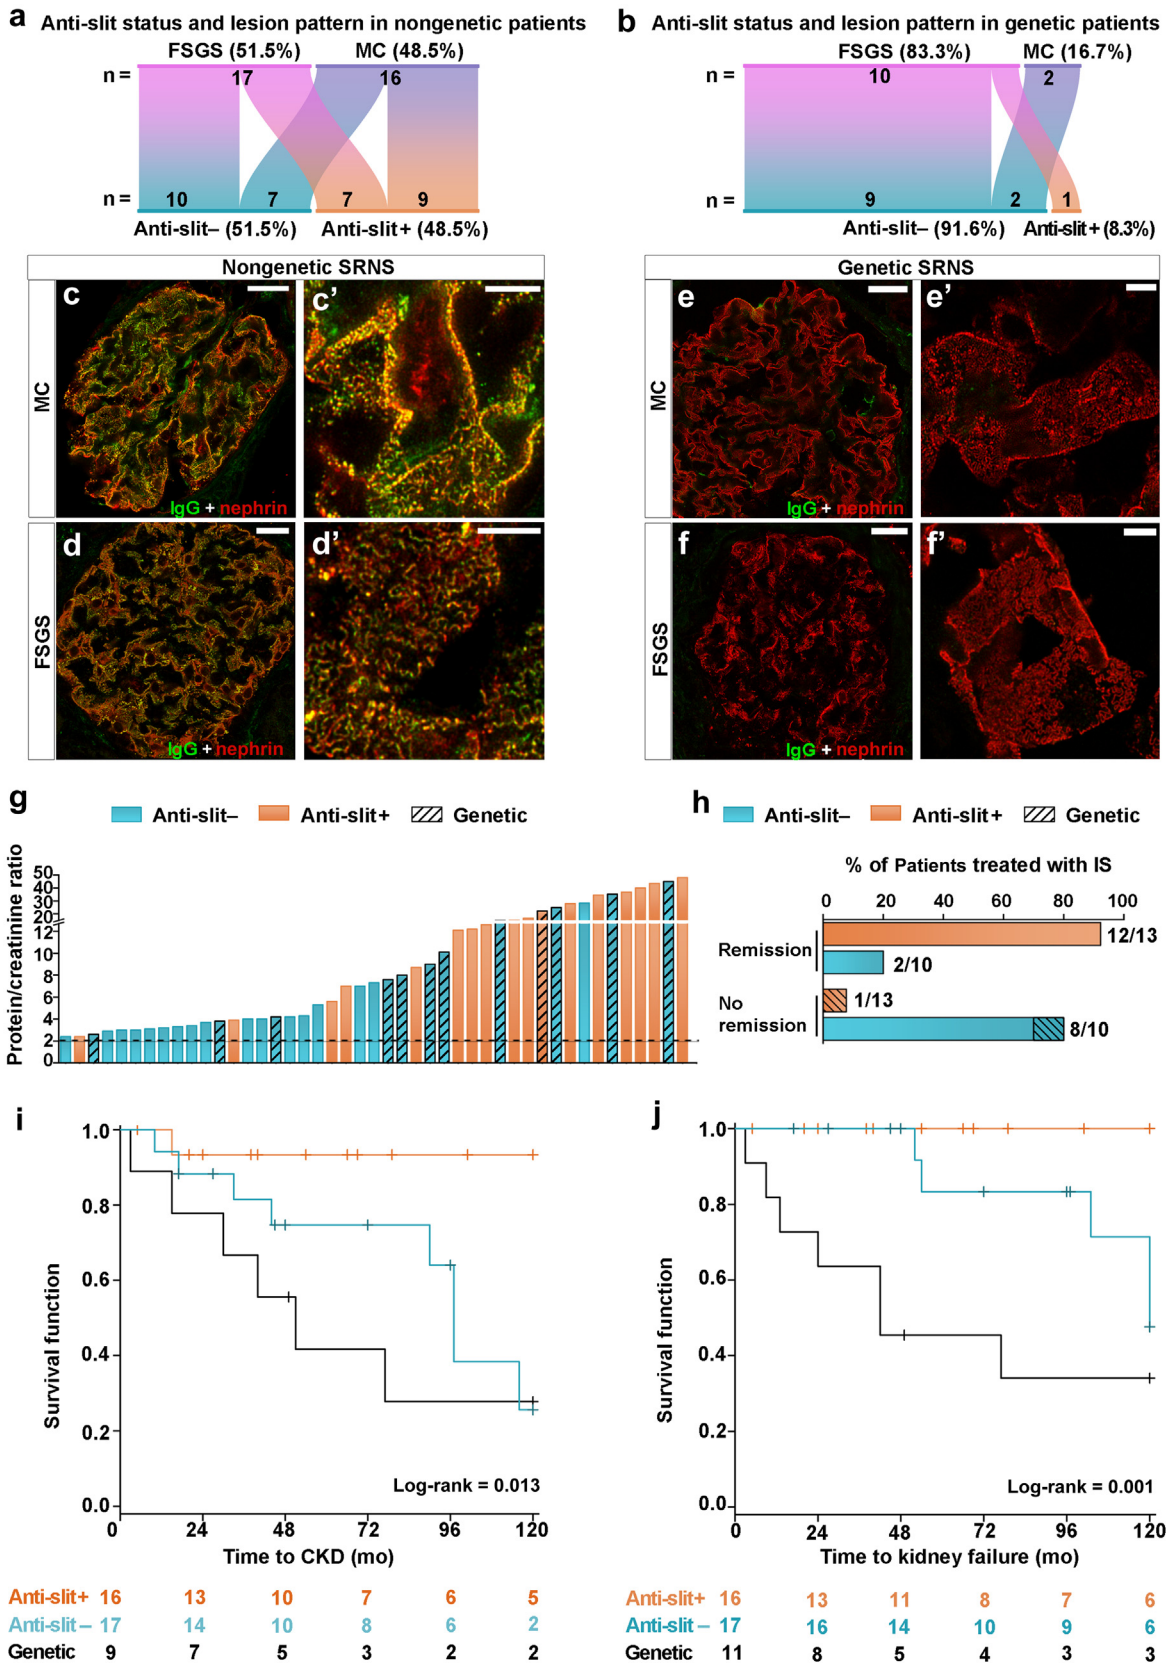 a Anti-slit status and lesion pattern in nongenetic patients
FSGS (51.5%) MC (48.5%)
n = 17 16
n = 10 7 7 9
Anti-slit– (51.5%) Anti-slit+ (48.5%)
b Anti-slit status and lesion pattern in genetic patients
FSGS (83.3%) MC (16.7%)
n = 10 2
n = 9 2 1
Anti-slit– (91.6%) Anti-slit+ (8.3%)
Nongenetic SRNS
MC
c c’
IgG + nephrin
FSGS
d d’
IgG + nephrin
Genetic SRNS
MC
e e’
IgG + nephrin
FSGS
f f’
IgG + nephrin
g
Anti-slit– Anti-slit+ Genetic
Protein/creatinine ratio
50
40
30
20
12
10
8
6
4
2
0
h
Anti-slit– Anti-slit+ Genetic
% of Patients treated with IS
0 20 40 60 80 100
Remission
12/13
2/10
No
remission
1/13
8/10
i
Survival function
1.0
0.8
0.6
0.4
0.2
0.0
Log-rank = 0.013
0 24 48 72 96 120
Time to CKD (mo)
Anti-slit+ 16 13 10 7 6 5
Anti-slit – 17 14 10 8 6 2
Genetic 9 7 5 3 2 2
j
Survival function
1.0
0.8
0.6
0.4
0.2
0.0
Log-rank = 0.001
0 24 48 72 96 120
Time to kidney failure (mo)
Anti-slit+ 16 13 11 8 7 6
Anti-slit – 17 16 14 10 9 6
Genetic 11 8 5 4 3 3